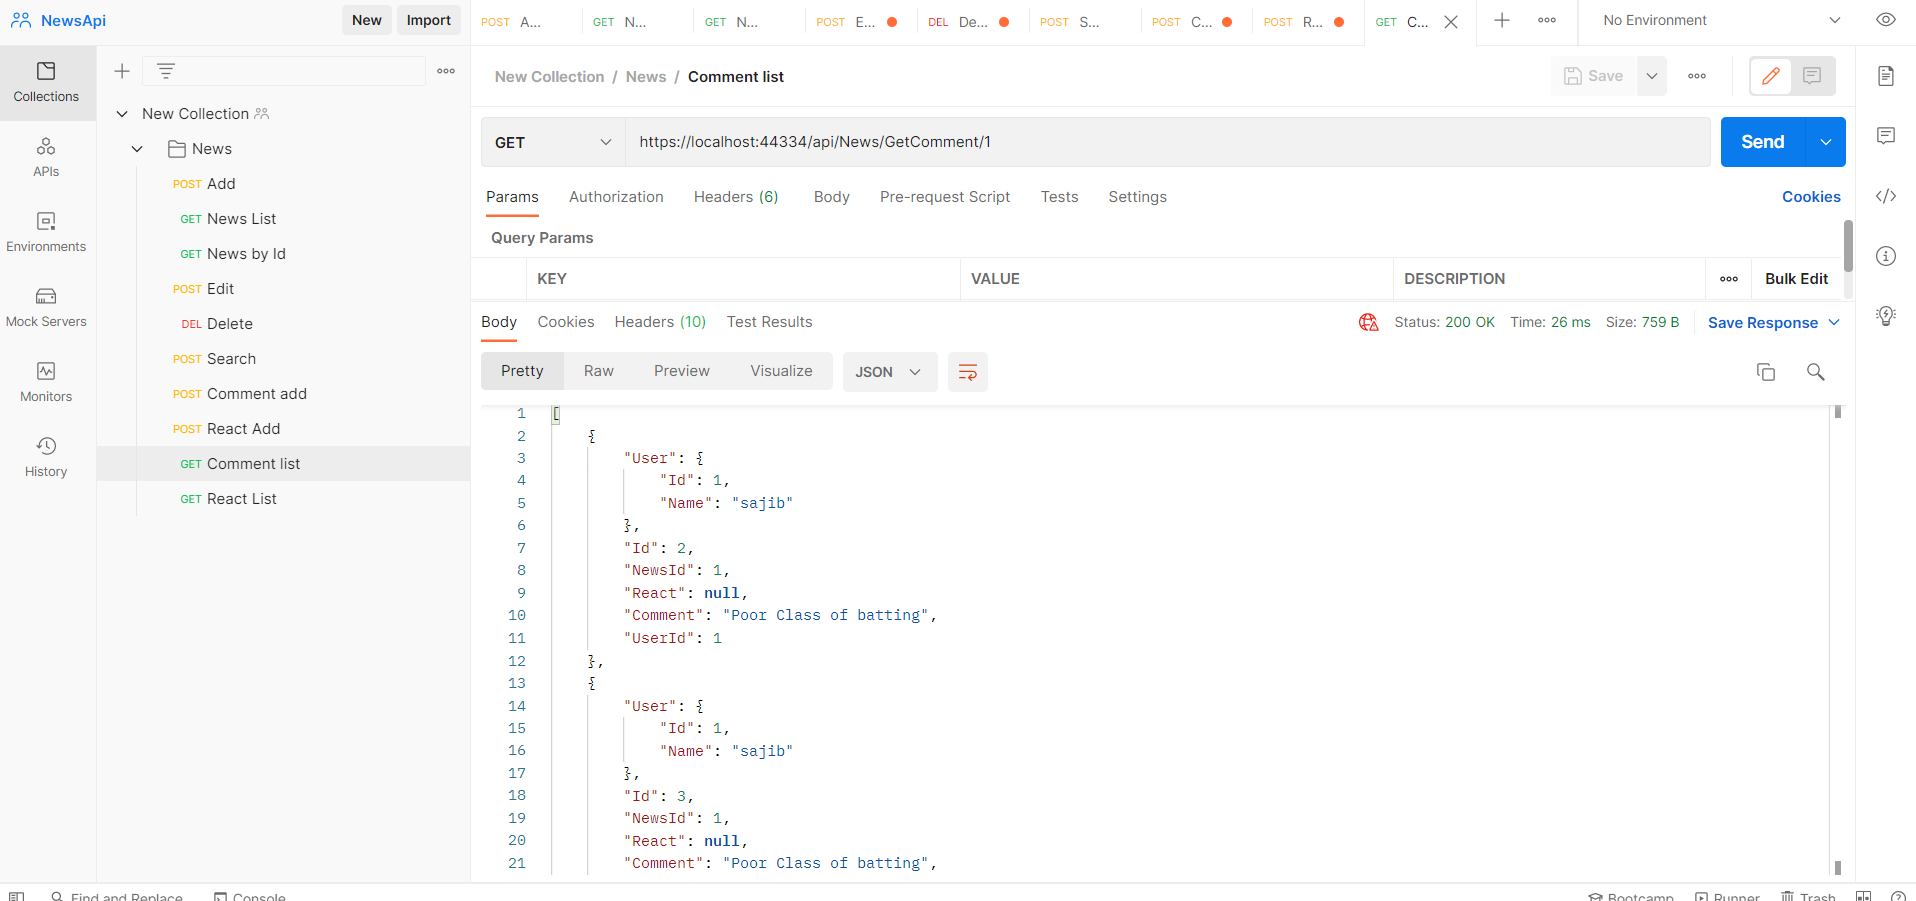 NewsApi
New
Import
POST A...
GET N...
GET N...
POST E...
DEL De...
POST S...
POST C...
POST R...
GET C...
No Environment
Collections
APIs
Environments
Mock Servers
Monitors
History
New Collection
News
POST Add
GET News List
GET News by Id
POST Edit
DEL Delete
POST Search
POST Comment add
POST React Add
GET Comment list
GET React List
New Collection / News / Comment list
Save
GET
https://localhost:44334/api/News/GetComment/1
Send
Params
Authorization
Headers (6)
Body
Pre-request Script
Tests
Settings
Cookies
Query Params
KEY
VALUE
DESCRIPTION
Bulk Edit
Body
Cookies
Headers (10)
Test Results
Status: 200 OK
Time: 26 ms
Size: 759 B
Save Response
Pretty
Raw
Preview
Visualize
JSON
1 [
2 {
3 "User": {
4 "Id": 1,
5 "Name": "sajib"
6 },
7 "Id": 2,
8 "NewsId": 1,
9 "React": null,
10 "Comment": "Poor Class of batting",
11 "UserId": 1
12 },
13 {
14 "User": {
15 "Id": 1,
16 "Name": "sajib"
17 },
18 "Id": 3,
19 "NewsId": 1,
20 "React": null,
21 "Comment": "Poor Class of batting",
Find and Replace
Console
Bootcamp
Runner
Trash